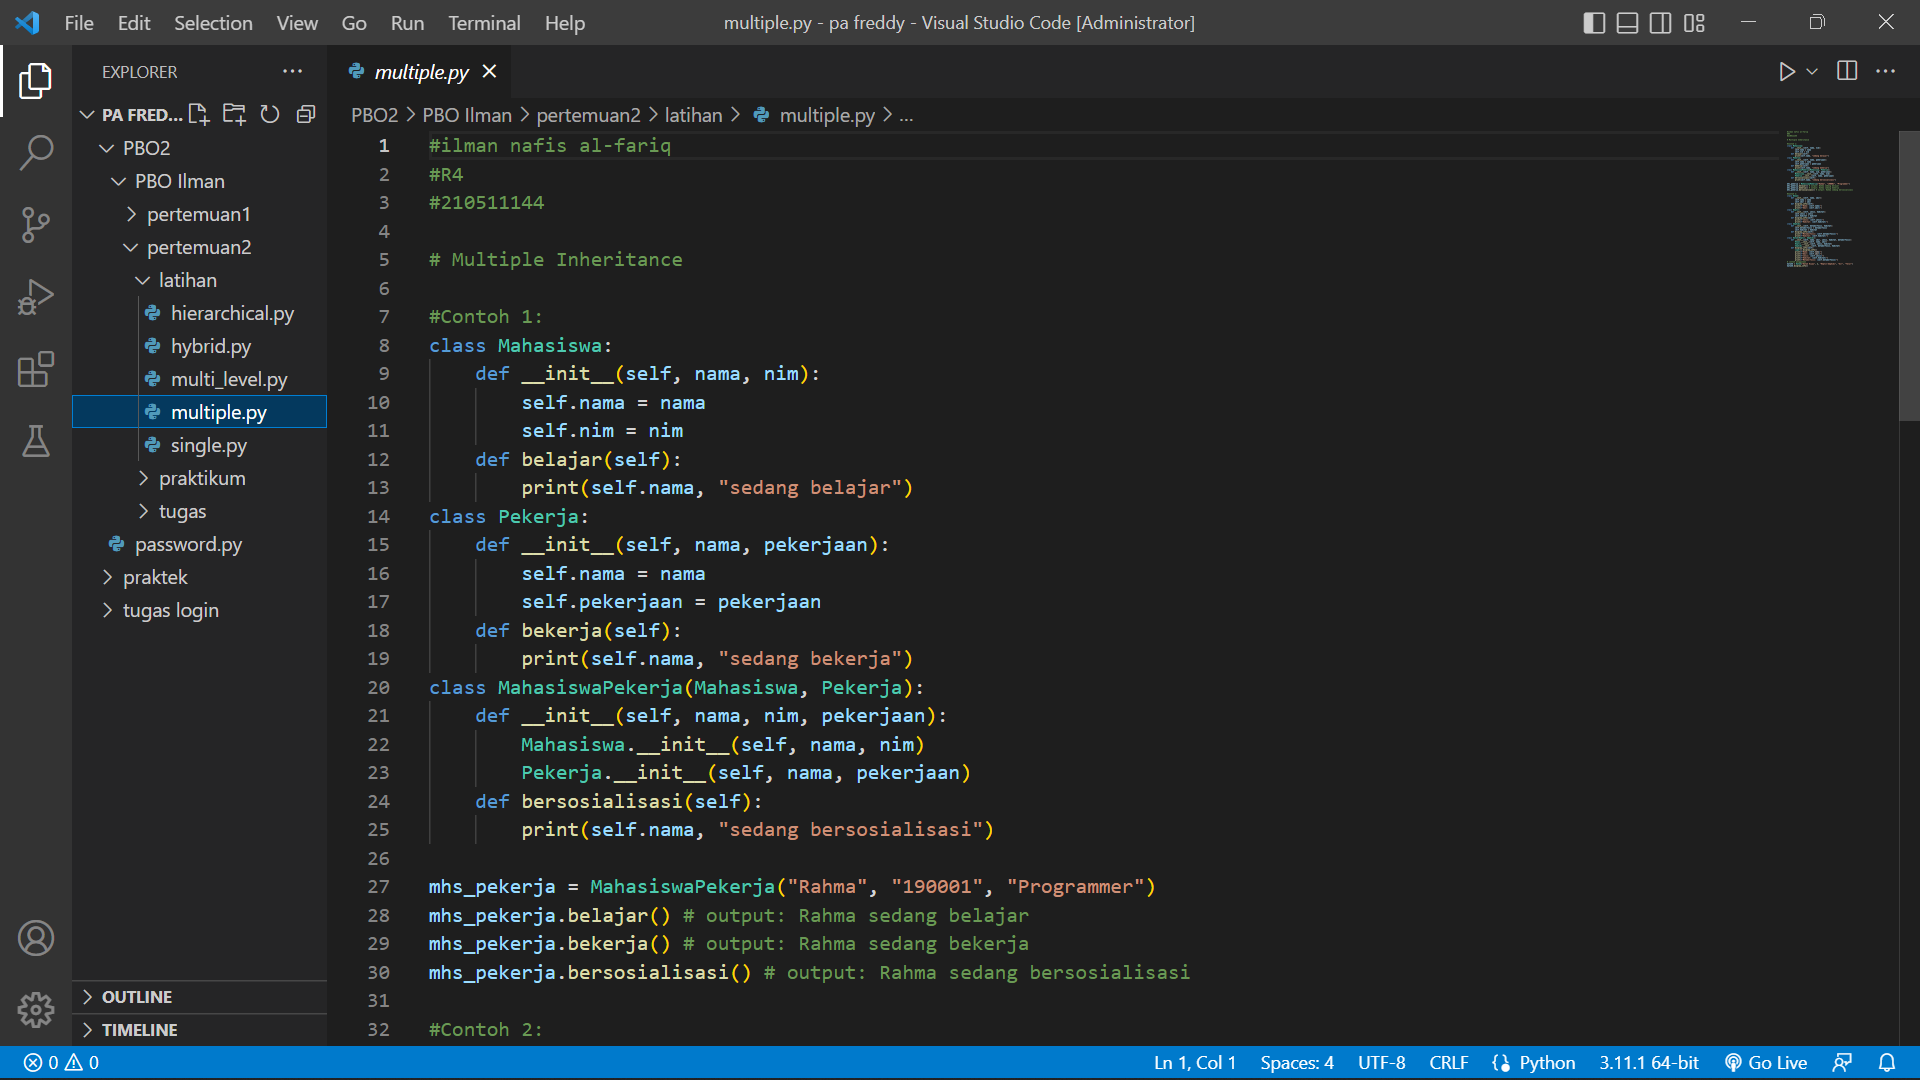 File Edit Selection View Go Run Terminal Help
multiple.py - pa freddy - Visual Studio Code [Administrator]
EXPLORER
PA FRED...
PBO2
PBO Ilman
pertemuan1
pertemuan2
latihan
hierarchical.py
hybrid.py
multi_level.py
multiple.py
single.py
praktikum
tugas
password.py
praktek
tugas login
OUTLINE
TIMELINE
multiple.py
PBO2 > PBO Ilman > pertemuan2 > latihan > multiple.py > ...
1 #ilman nafis al-fariq
2 #R4
3 #210511144
4
5 # Multiple Inheritance
6
7 #Contoh 1:
8 class Mahasiswa:
9     def __init__(self, nama, nim):
10         self.nama = nama
11         self.nim = nim
12     def belajar(self):
13         print(self.nama, "sedang belajar")
14 class Pekerja:
15     def __init__(self, nama, pekerjaan):
16         self.nama = nama
17         self.pekerjaan = pekerjaan
18     def bekerja(self):
19         print(self.nama, "sedang bekerja")
20 class MahasiswaPekerja(Mahasiswa, Pekerja):
21     def __init__(self, nama, nim, pekerjaan):
22         Mahasiswa.__init__(self, nama, nim)
23         Pekerja.__init__(self, nama, pekerjaan)
24     def bersosialisasi(self):
25         print(self.nama, "sedang bersosialisasi")
26
27 mhs_pekerja = MahasiswaPekerja("Rahma", "190001", "Programmer")
28 mhs_pekerja.belajar() # output: Rahma sedang belajar
29 mhs_pekerja.bekerja() # output: Rahma sedang bekerja
30 mhs_pekerja.bersosialisasi() # output: Rahma sedang bersosialisasi
31
32 #Contoh 2:
0 0
Ln 1, Col 1 Spaces: 4 UTF-8 CRLF Python 3.11.1 64-bit Go Live